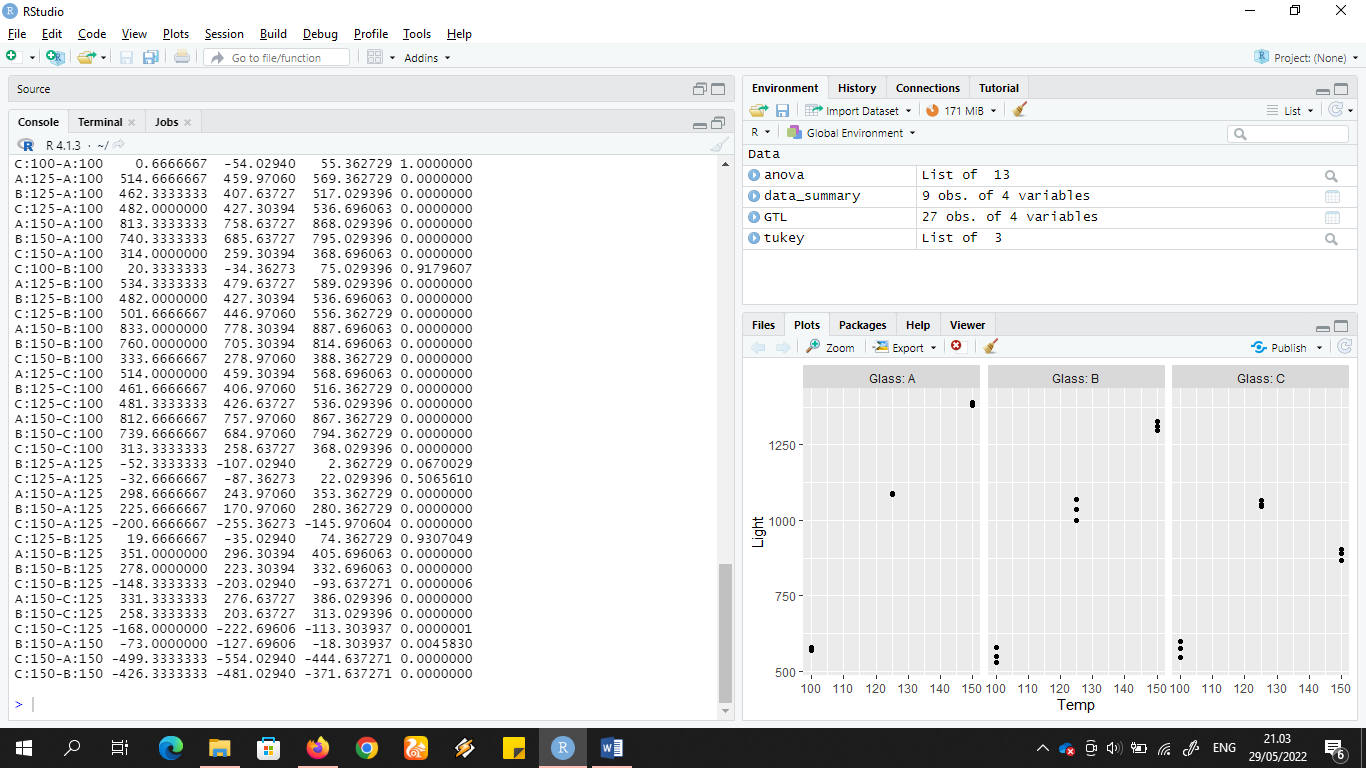 RStudio
File Edit Code View Plots Session Build Debug Profile Tools Help
Go to file/function Addins Project: (None)
Source
Console Terminal Jobs
R 4.1.3 · ~/
C:100-A:100 0.6666667 -54.02940 55.362729 1.0000000
A:125-A:100 514.6666667 459.97060 569.362729 0.0000000
B:125-A:100 462.3333333 407.63727 517.029396 0.0000000
C:125-A:100 482.0000000 427.30394 536.696063 0.0000000
A:150-A:100 813.3333333 758.63727 868.029396 0.0000000
B:150-A:100 740.3333333 685.63727 795.029396 0.0000000
C:150-A:100 314.0000000 259.30394 368.696063 0.0000000
C:100-B:100 20.3333333 -34.36273 75.029396 0.9179607
A:125-B:100 534.3333333 479.63727 589.029396 0.0000000
B:125-B:100 482.0000000 427.30394 536.696063 0.0000000
C:125-B:100 501.6666667 446.97060 556.362729 0.0000000
A:150-B:100 833.0000000 778.30394 887.696063 0.0000000
B:150-B:100 760.0000000 705.30394 814.696063 0.0000000
C:150-B:100 333.6666667 278.97060 388.362729 0.0000000
A:125-C:100 514.0000000 459.30394 568.696063 0.0000000
B:125-C:100 461.6666667 406.97060 516.362729 0.0000000
C:125-C:100 481.3333333 426.63727 536.029396 0.0000000
A:150-C:100 812.6666667 757.97060 867.362729 0.0000000
B:150-C:100 739.6666667 684.97060 794.362729 0.0000000
C:150-C:100 313.3333333 258.63727 368.029396 0.0000000
B:125-A:125 -52.3333333 -107.02940 2.362729 0.0670029
C:125-A:125 -32.6666667 -87.36273 22.029396 0.5065610
A:150-A:125 298.6666667 243.97060 353.362729 0.0000000
B:150-A:125 225.6666667 170.97060 280.362729 0.0000000
C:150-A:125 -200.6666667 -255.36273 -145.970604 0.0000000
C:125-B:125 19.6666667 -35.02940 74.362729 0.9307049
A:150-B:125 351.0000000 296.30394 405.696063 0.0000000
B:150-B:125 278.0000000 223.30394 332.696063 0.0000000
C:150-B:125 -148.3333333 -203.02940 -93.637271 0.0000006
A:150-C:125 331.3333333 276.63727 386.029396 0.0000000
B:150-C:125 258.3333333 203.63727 313.029396 0.0000000
C:150-C:125 -168.0000000 -222.69606 -113.303937 0.0000001
B:150-A:150 -73.0000000 -127.69606 -18.303937 0.0045830
C:150-A:150 -499.3333333 -554.02940 -444.637271 0.0000000
C:150-B:150 -426.3333333 -481.02940 -371.637271 0.0000000
>
Environment History Connections Tutorial
Import Dataset 171 MiB List
R Global Environment
Data
anova List of 13
data_summary 9 obs. of 4 variables
GTL 27 obs. of 4 variables
tukey List of 3
Files Plots Packages Help Viewer
Zoom Export Publish
Glass: A Glass: B Glass: C
1250
1000
750
500
Light
100 110 120 130 140 150 100 110 120 130 140 150 100 110 120 130 140 150
Temp
ENG
21.03
29/05/2022
6